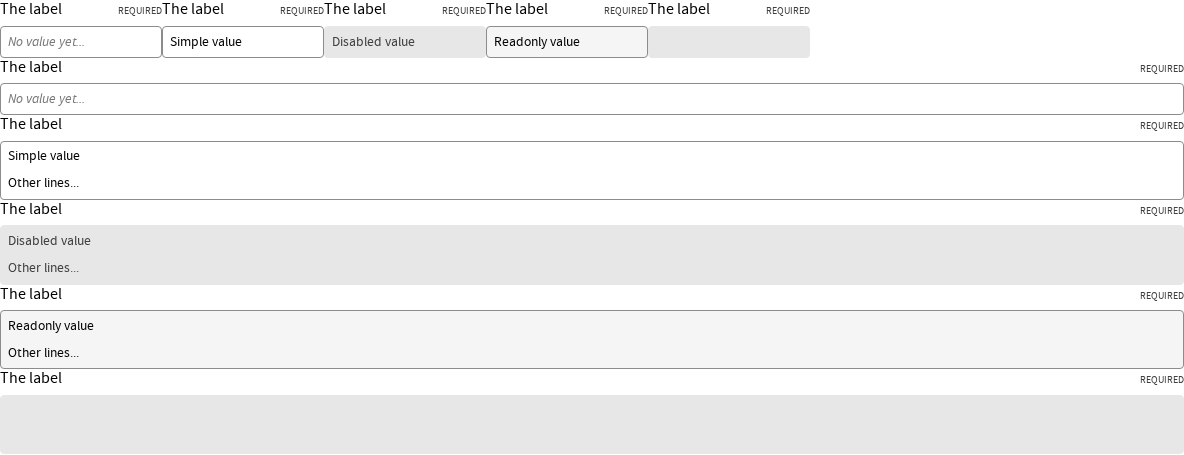 The label REQUIRED The label REQUIRED The label REQUIRED The label REQUIRED The label REQUIRED
No value yet... Simple value Disabled value Readonly value
The label REQUIRED
No value yet...
The label REQUIRED
Simple value
Other lines...
The label REQUIRED
Disabled value
Other lines...
The label REQUIRED
Readonly value
Other lines...
The label REQUIRED